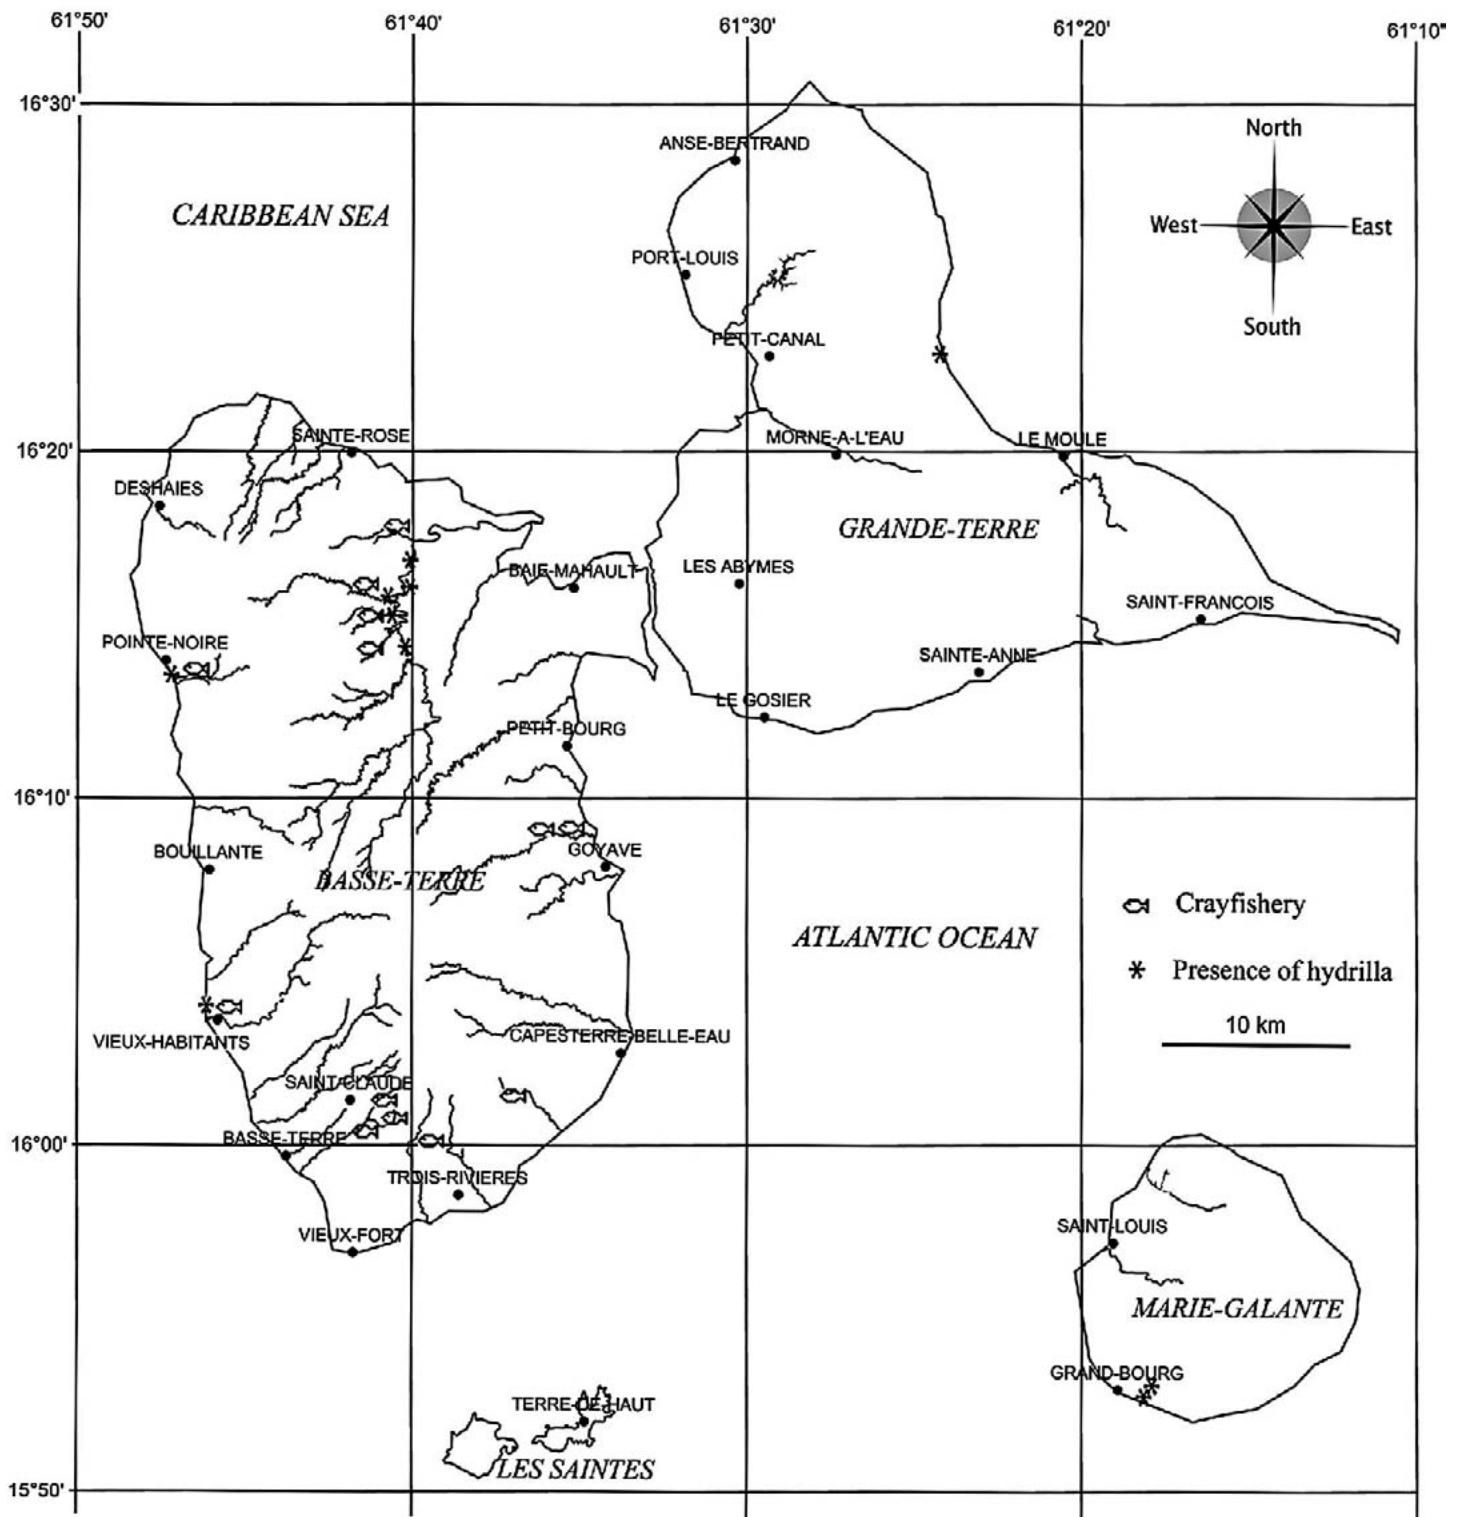 61°50' 61°40' 61°30' 61°20' 61°10"
16°30'
North
ANSE-BERTRAND
CARIBBEAN SEA
West East
PORT-LOUIS
South
PETIT-CANAL
SAINTE-ROSE
MORNE-A-L'EAU
LE MOULE
16°20'
DESHAIES
GRANDE-TERRE
BAIE-MAHAULT
LES ABYMES
SAINT-FRANCOIS
POINTE-NOIRE
SAINTE-ANNE
LE GOSIER
PETIT-BOURG
16°10'
BOUILLANTE
GOYAVE
BASSE-TERRE
Crayfishery
ATLANTIC OCEAN
Presence of hydrilla
10 km
VIEUX-HABITANTS
CAPESTERRE-BELLE-EAU
SAINT-CLAUDE
BASSE-TERRE
16°00'
TROIS-RIVIERES
VIEUX-FORT
SAINT-LOUIS
MARIE-GALANTE
GRAND-BOURG
TERRE-DE-HAUT
LES SAINTES
15°50'